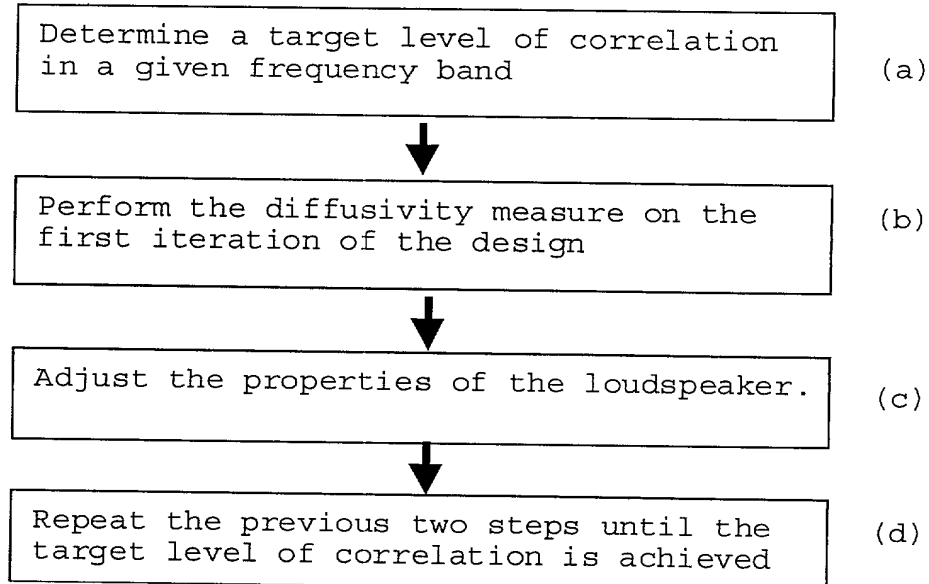 Determine a target level of correlation
in a given frequency band
(a)
Perform the diffusivity measure on the
first iteration of the design
(b)
Adjust the properties of the loudspeaker.
(c)
Repeat the previous two steps until the
target level of correlation is achieved
(d)